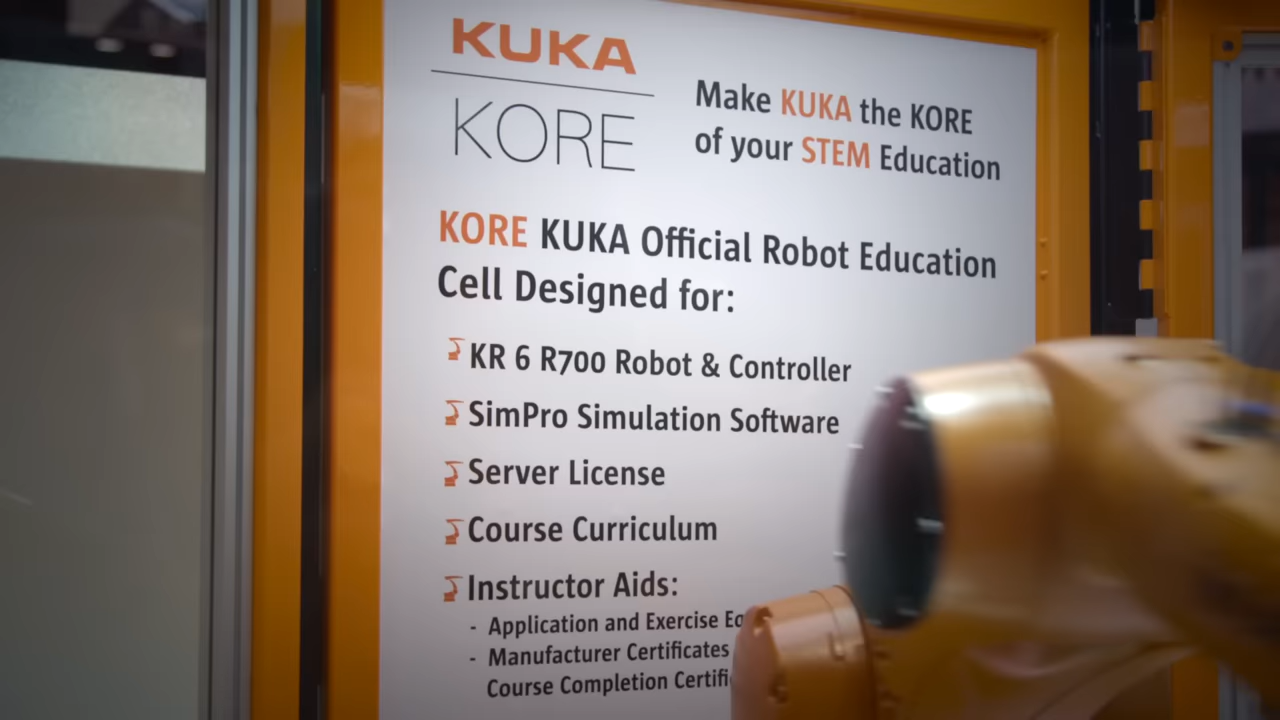 KUKA
KORE
Make KUKA the KORE
of your STEM Education
KORE KUKA Official Robot Education
Cell Designed for:
KR 6 R700 Robot & Controller
SimPro Simulation Software
Server License
Course Curriculum
Instructor Aids:
- Application and Exercise
- Manufacturer Certificates
Course Completion